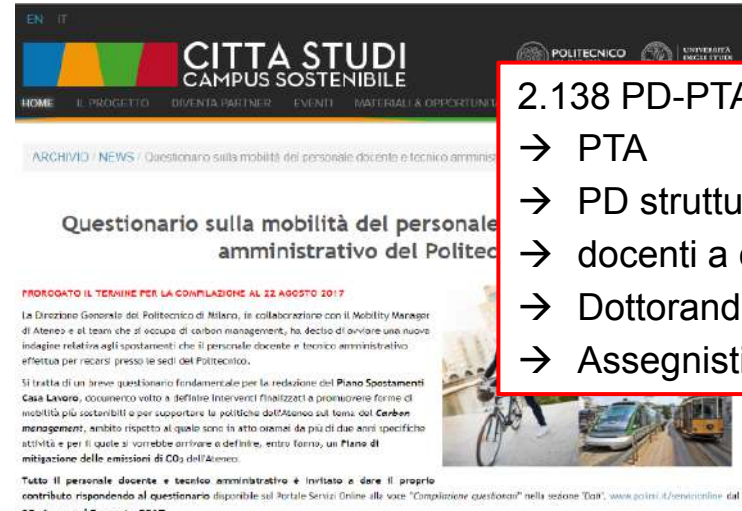 EN IT
CITTA STUDI
CAMPUS SOSTENIBILE
POLITECNICO
UNIVERSITÀ
HOME IL PROGETTO DIVENTA PARTNER EVENTI MATERIALI & OPPORTUNITÀ
ARCHIVIO / NEWS / Questionario sulla mobilità del personale docente e tecnico amminis
Questionario sulla mobilità del personale
amministrativo del Politec
2.138 PD-PTA
→ PTA
→ PD struttu
→ docenti a
→ Dottorand
→ Assegnisti
PROROGATO IL TERMINE PER LA COMPILAZIONE AL 22 AGOSTO 2017
La Direzione Generale del Politecnico di Milano, in collaborazione con il Mobility Manager
di Ateneo e al team che si occupa di carbon management, ha deciso di avviare una nuova
indagine relativa agli spostamenti che il personale docente e tecnico amministrativo
effettua per recarsi presso le sedi del Politecnico.
Si tratta di un breve questionario fondamentale per la redazione del Piano Spostamenti
Casa Lavoro, documento volto a definire interventi finalizzati a promuovere forme di
mobilità più sostenibili e per supportare le politiche dell'Ateneo sul tema del Carbon
management, ambito rispetto al quale sono in atto oramai da più di due anni specifiche
attività e per il quale si vorrebbe arrivare a definire, entro l'anno, un Piano di
mitigazione delle emissioni di CO₂ dell'Ateneo.
Tutto il personale docente e tecnico amministrativo è invitato a dare il proprio
contributo rispondendo al questionario disponibile sul Portale Servizi Online alla voce "Compilazione questionari" nella sezione "Dati", www.polimi.it/servizionline dal